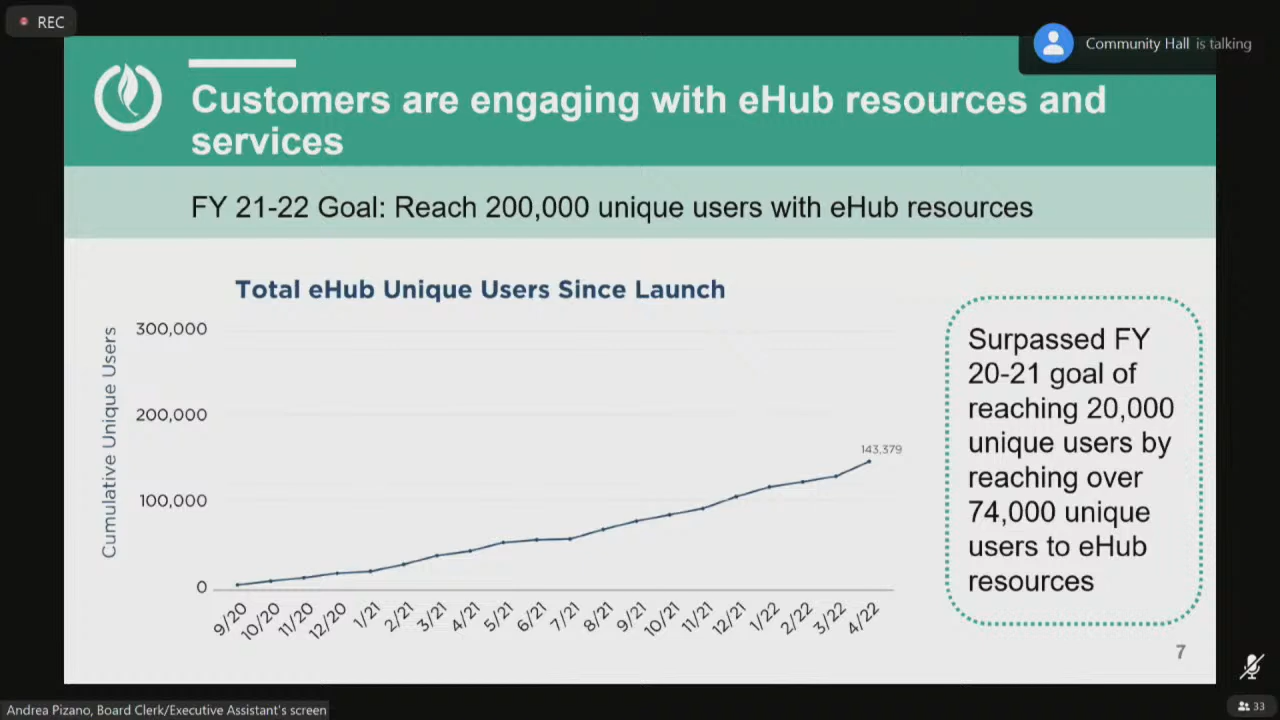 REC
Community Hall is talking
Customers are engaging with eHub resources and
services
FY 21-22 Goal: Reach 200,000 unique users with eHub resources
Total eHub Unique Users Since Launch
Cumulative Unique Users
300,000
200,000
100,000
0
143,379
9/20
10/20
11/20
12/20
1/21
2/21
3/21
4/21
5/21
6/21
7/21
8/21
9/21
10/21
11/21
12/21
1/22
2/22
3/22
4/22
Surpassed FY
20-21 goal of
reaching 20,000
unique users by
reaching over
74,000 unique
users to eHub
resources
7
Andrea Pizano, Board Clerk/Executive Assistant's screen
33